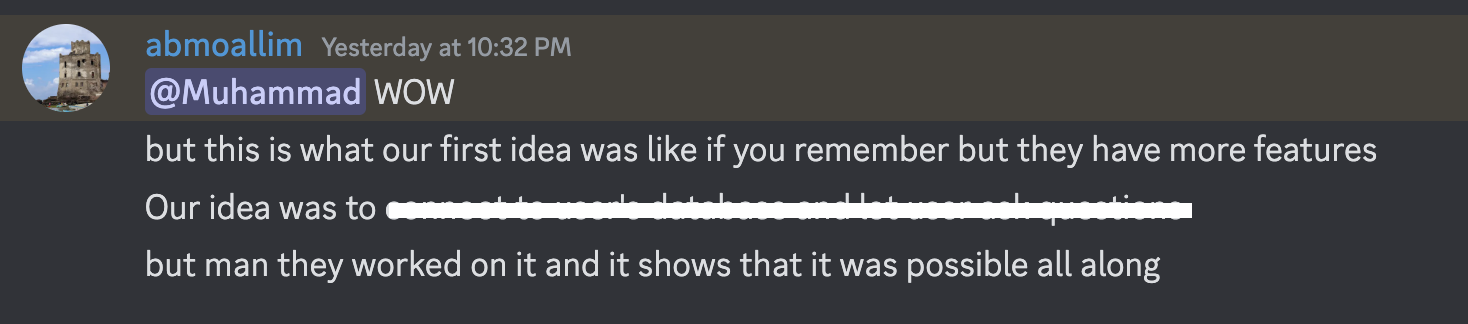 abmoallim Yesterday at 10:32 PM
@Muhammad WOW
but this is what our first idea was like if you remember but they have more features
Our idea was to
but man they worked on it and it shows that it was possible all along